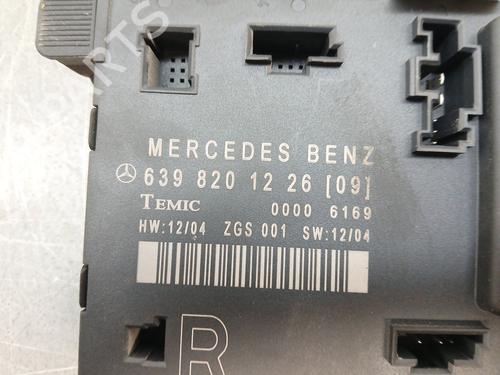 MERCEDES BENZ
639 820 12 26 [09]
TEMIC 0000 6169
HW:12/04 ZGS 001 SW:12/04
R